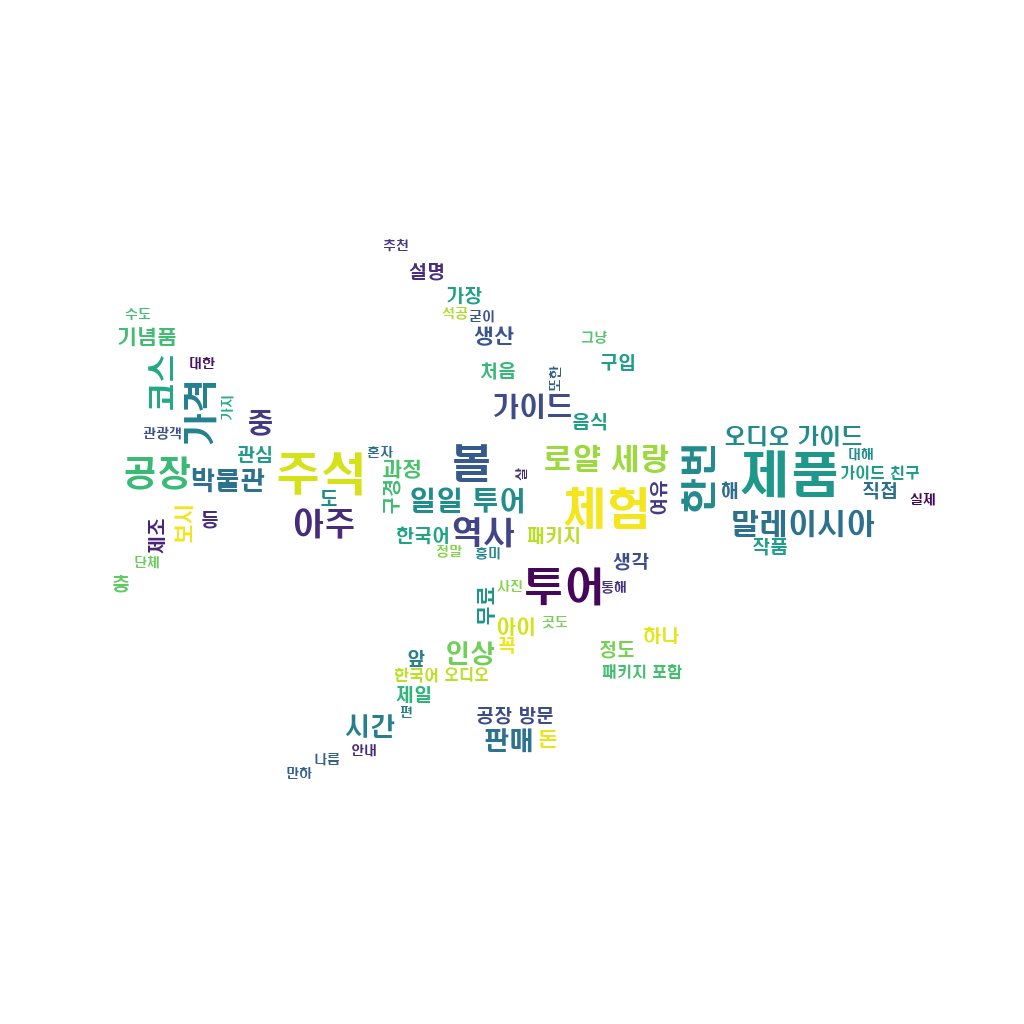 추천
설명
가장
석공
굳이
수도
기념품
생산
그냥
대한
코스
처음
구입
또한
가격
가지
가이드
관광객
중
음식
오디오 가이드
관심
혼자
볼
로얄 세랑
한번
대해
공장
박물관
주석
과정
살
제품
가이드 친구
구경
도
일일 투어
체험
여유
해
직접
실제
보시
등
아주
역사
말레이시아
제조
한국어
패키지
정말
흥미
작품
단체
생각
층
투어
통해
사진
무료
아이
곳도
하나
꼭
인상
정도
앞
한국어 오디오
패키지 포함
제일
편
공장 방문
시간
판매
돈
안내
나름
만하